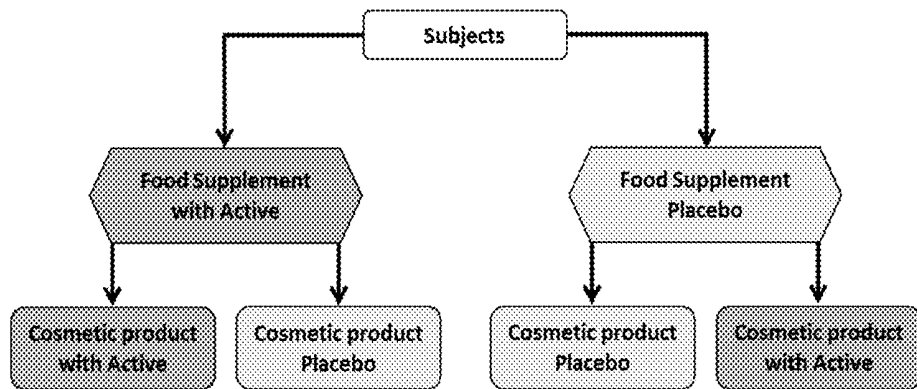 Subjects
Food Supplement
with Active
Food Supplement
Placebo
Cosmetic product
with Active
Cosmetic product
Placebo
Cosmetic product
Placebo
Cosmetic product
with Active